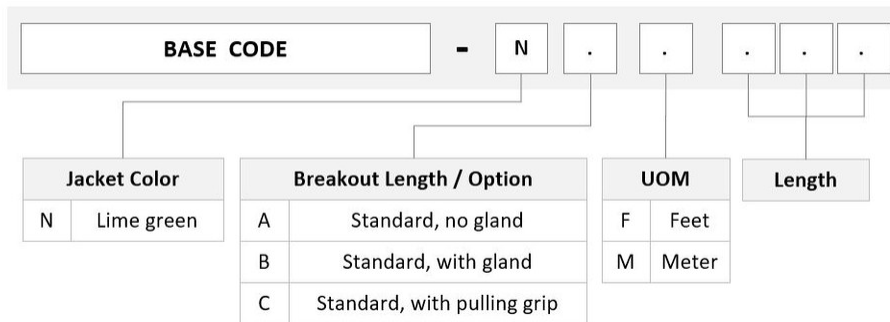 BASE CODE - N . . . . .
Jacket Color Breakout Length / Option UOM Length
N Lime green A Standard, no gland F Feet
B Standard, with gland M Meter
C Standard, with pulling grip